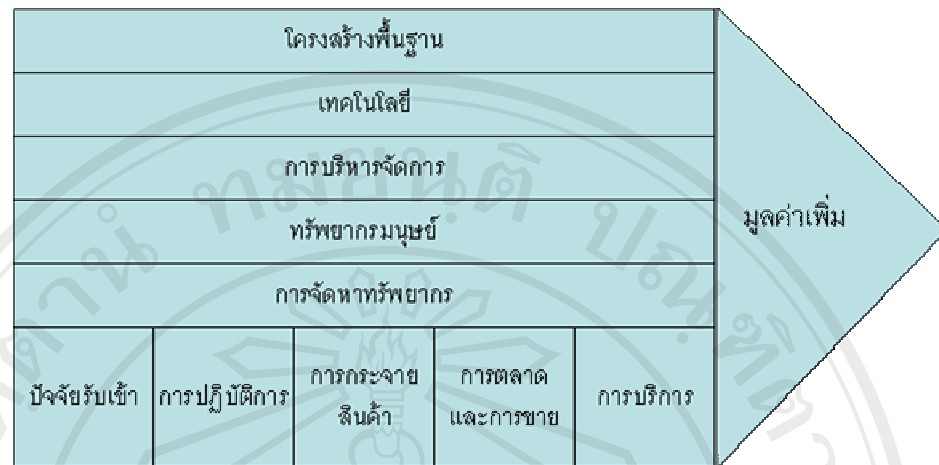 โครงสร้างพื้นฐาน
เทคโนโลยี
การบริหารจัดการ
ทรัพยากรมนุษย์
การจัดหาทรัพยากร
มูลค่าเพิ่ม
ปัจจัยรับเข้า
การปฏิบัติการ
การกระจาย
สินค้า
การตลาด
และการขาย
การบริการ